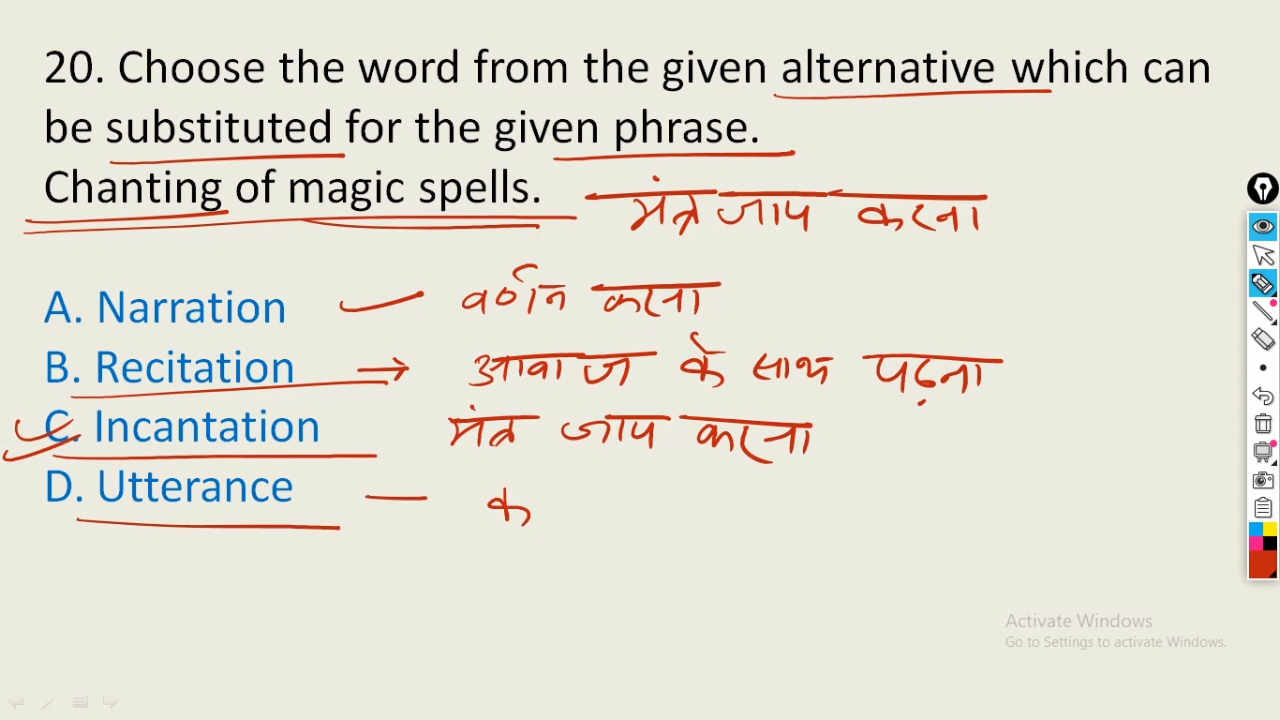 20. Choose the word from the given alternative which can
be substituted for the given phrase.
Chanting of magic spells. मंत्र जाप करना
A. Narration वर्णन करना
B. Recitation → आवाज के साथ पढ़ना
C. Incantation मंत्र जाप करना
D. Utterance — क
Activate Windows
Go to Settings to activate Windows.